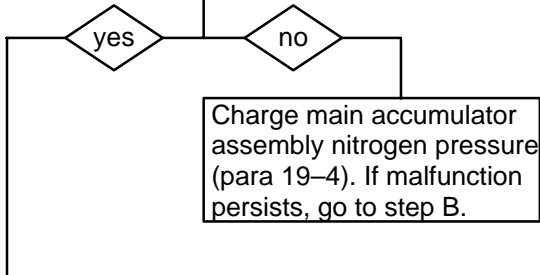 yes
no
Charge main accumulator
assembly nitrogen pressure
(para 19–4). If malfunction
persists, go to step B.